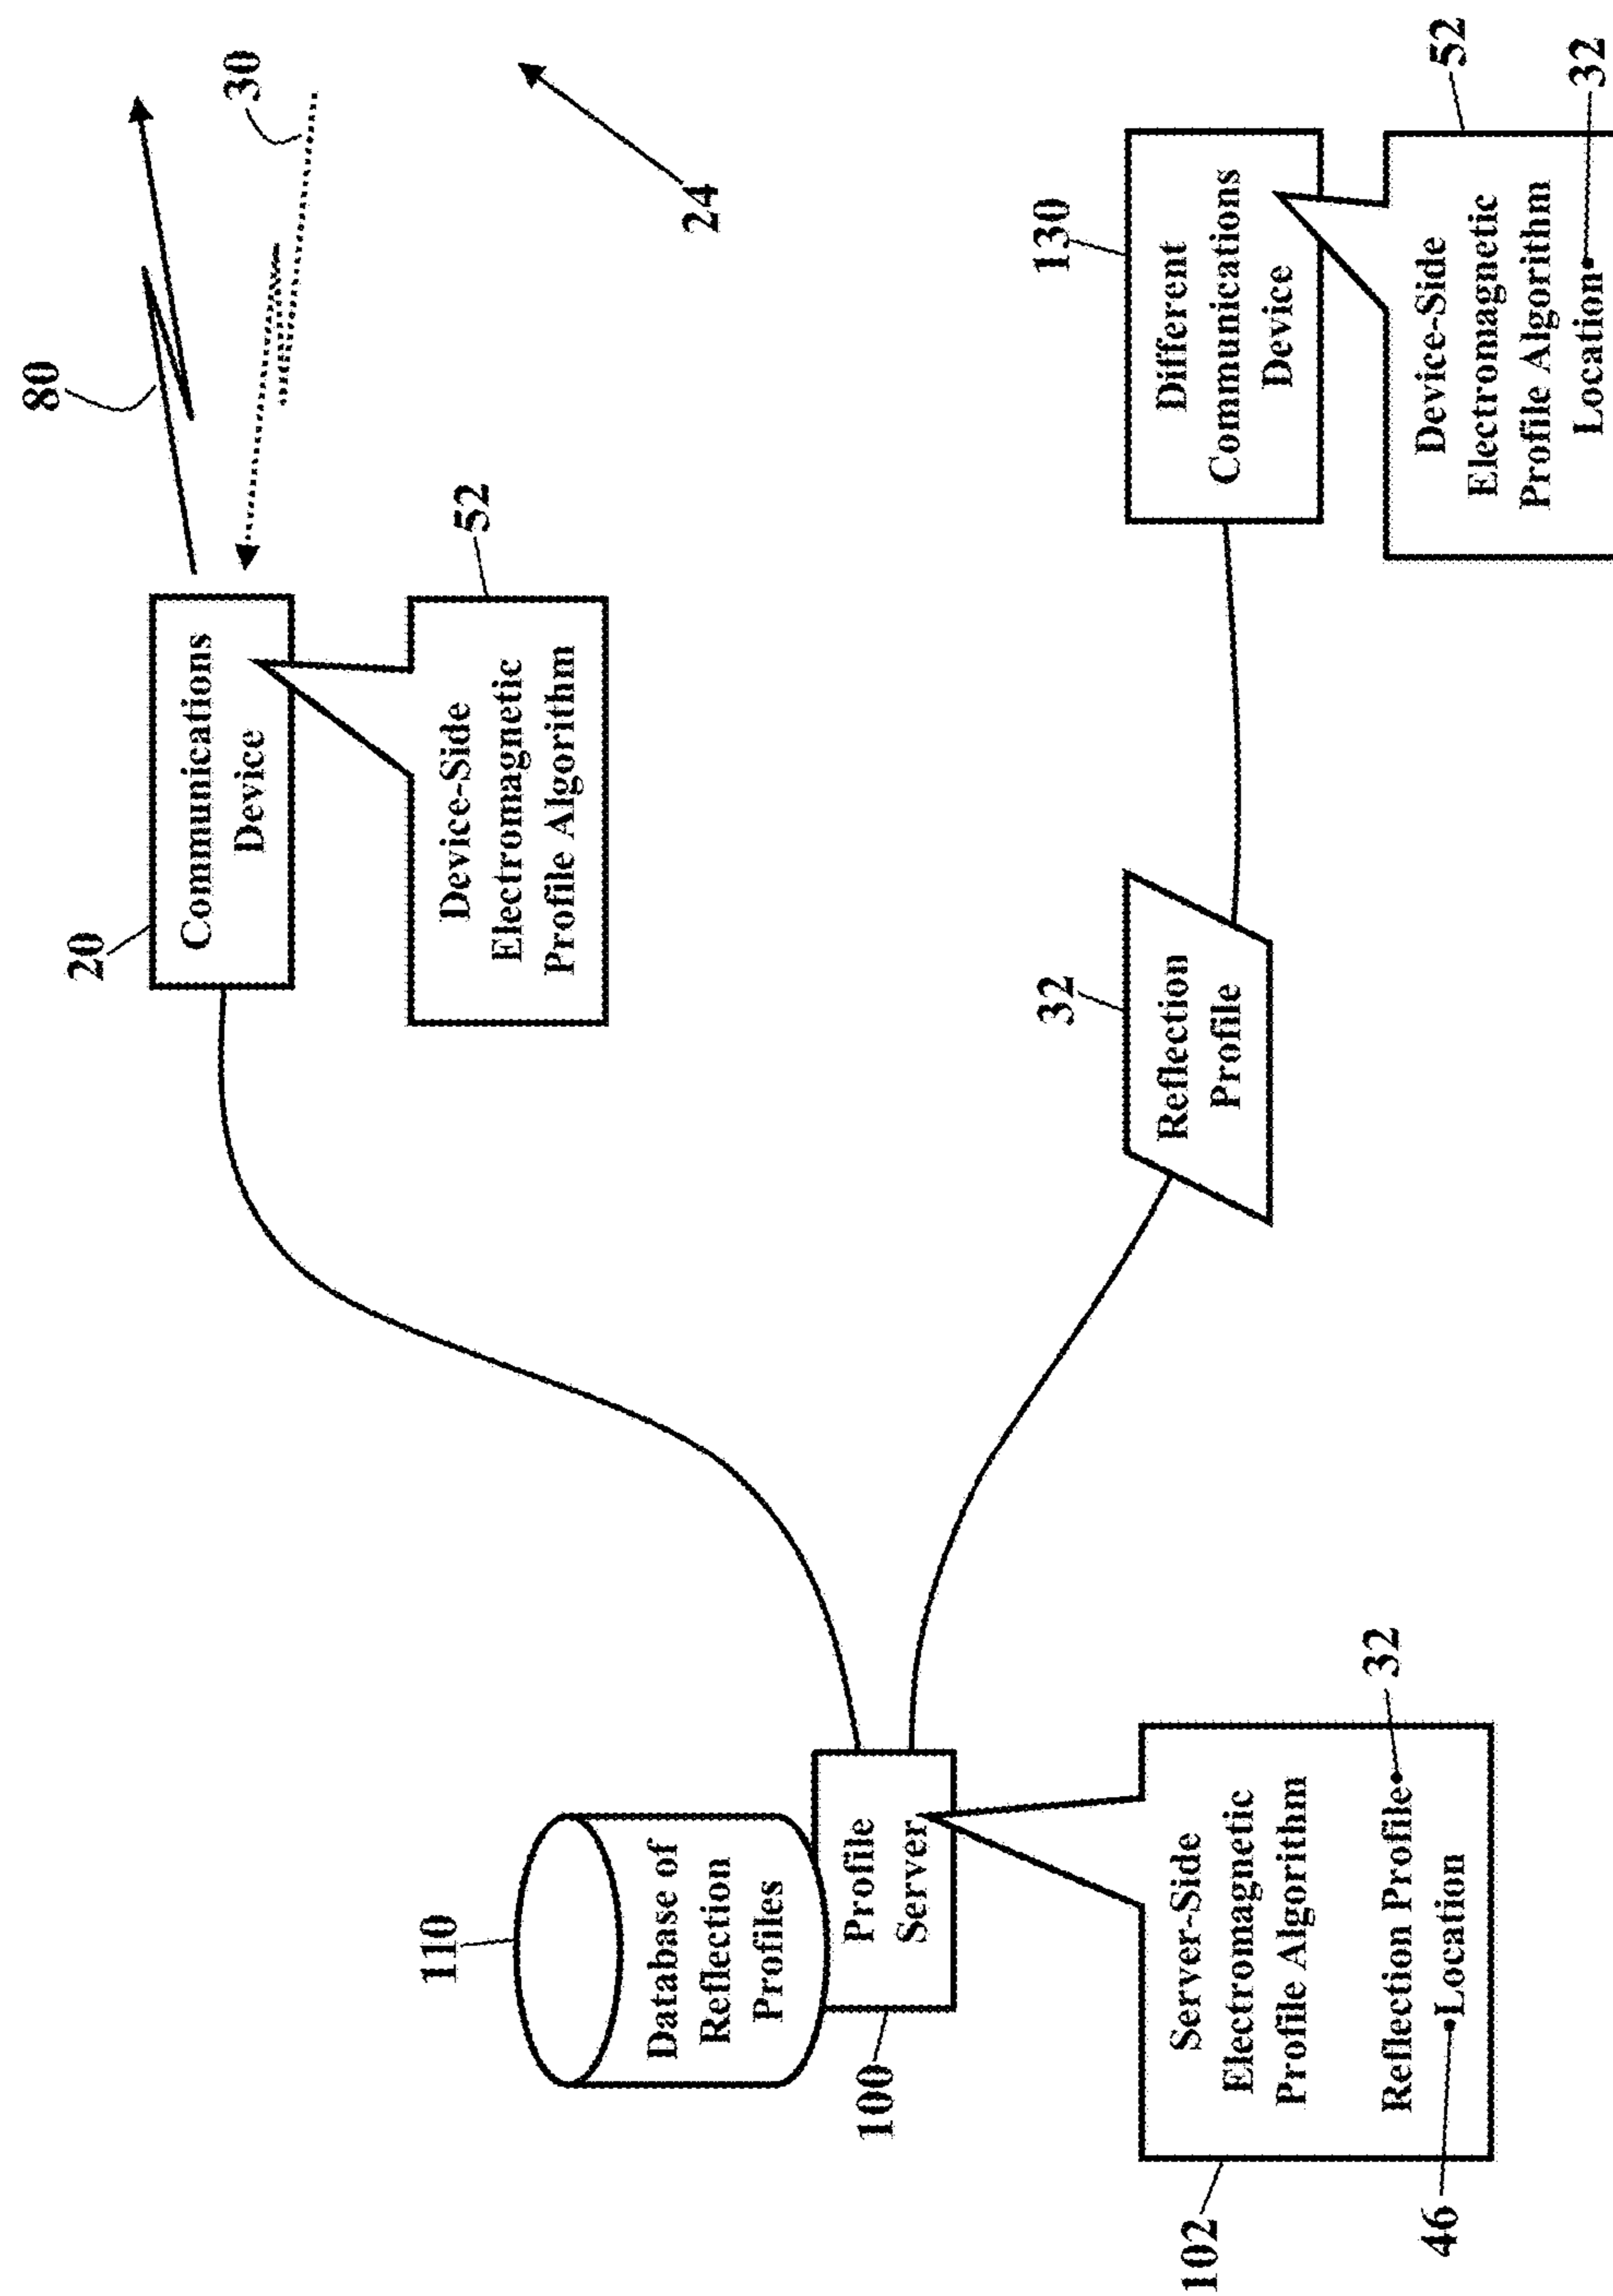 80
30
20
Communications
Device
52
Device-Side
Electromagnetic
Profile Algorithm
24
110
Database of
Reflection
Profiles
100
Profile
Server
102
Server-Side
Electromagnetic
Profile Algorithm
Reflection Profile
32
46
Location
32
Reflection
Profile
130
Different
Communications
Device
52
Device-Side
Electromagnetic
Profile Algorithm
Location
32